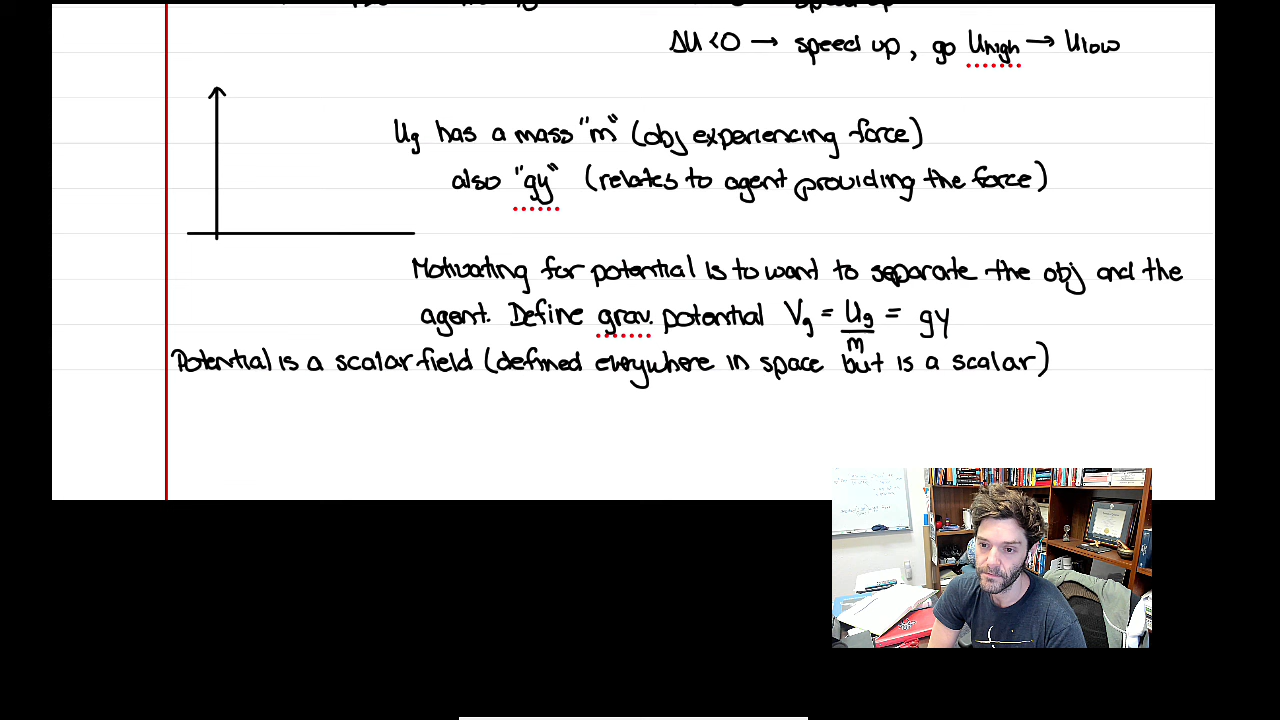 speed up
ΔU<0 → speed up, go Uhigh → Ulow
Ug has a mass "m" (obj experiencing force)
also "gy" (relates to agent providing the force)
Motivating for potential is to want to separate the obj and the
agent. Define grav. potential Vg = Ug/m = gy
Potential is a scalar field (defined everywhere in space but is a scalar)